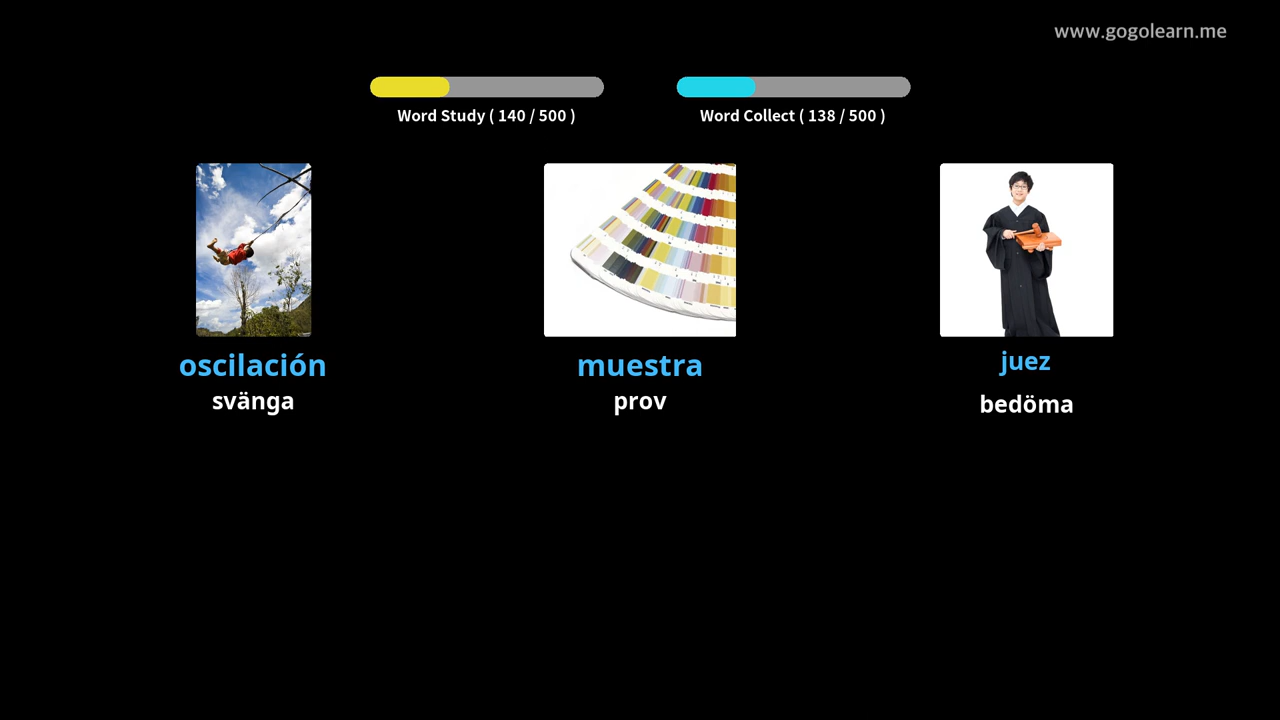 www.gogolearn.me
Word Study ( 140 / 500 )
Word Collect ( 138 / 500 )
oscilación
svänga
muestra
prov
juez
bedöma